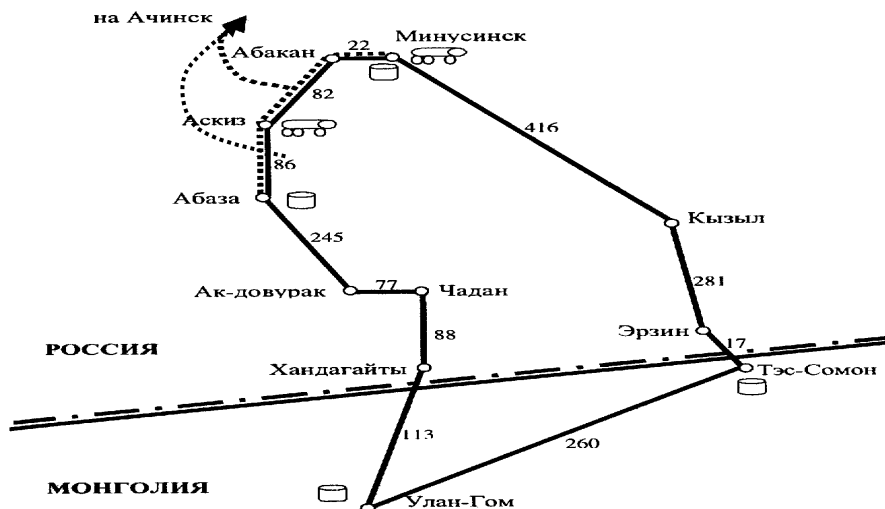 на Ачинск
Абакан
22
Минусинск
82
Аскиз
416
86
Абаза
Кызыл
245
77
Ак-довурак
Чадан
281
88
Эрзин
17
РОССИЯ
Хандагайты
Тэс-Сомон
113
260
МОНГОЛИЯ
Улан-Гом